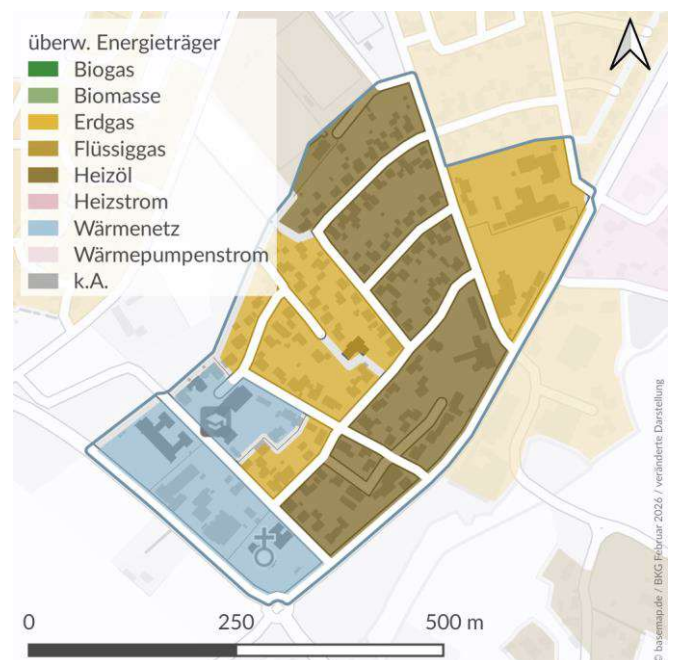 überw. Energieträger
Biogas
Biomasse
Erdgas
Flüssiggas
Heizöl
Heizstrom
Wärmenetz
Wärmepumpenstrom
k.A.
© basemap.de / BKG Februar 2026 / veränderte Darstellung
0 250 500 m